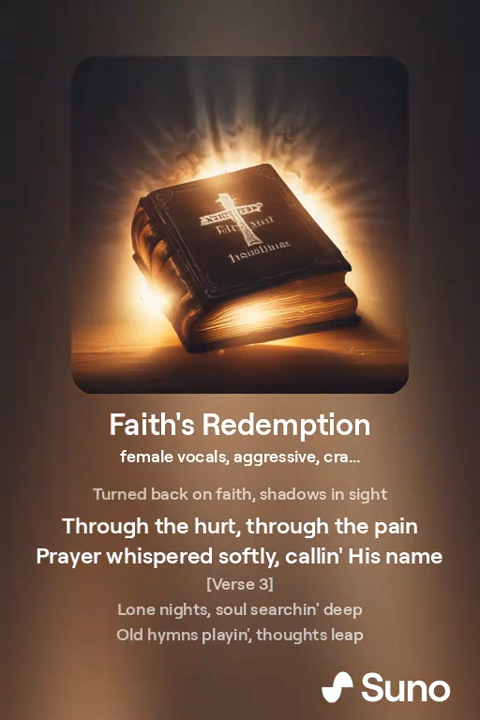 Faith's Redemption
female vocals, aggressive, cra...
Turned back on faith, shadows in sight
Through the hurt, through the pain
Prayer whispered softly, callin' His name
[Verse 3]
Lone nights, soul searchin' deep
Old hymns playin', thoughts leap
Suno